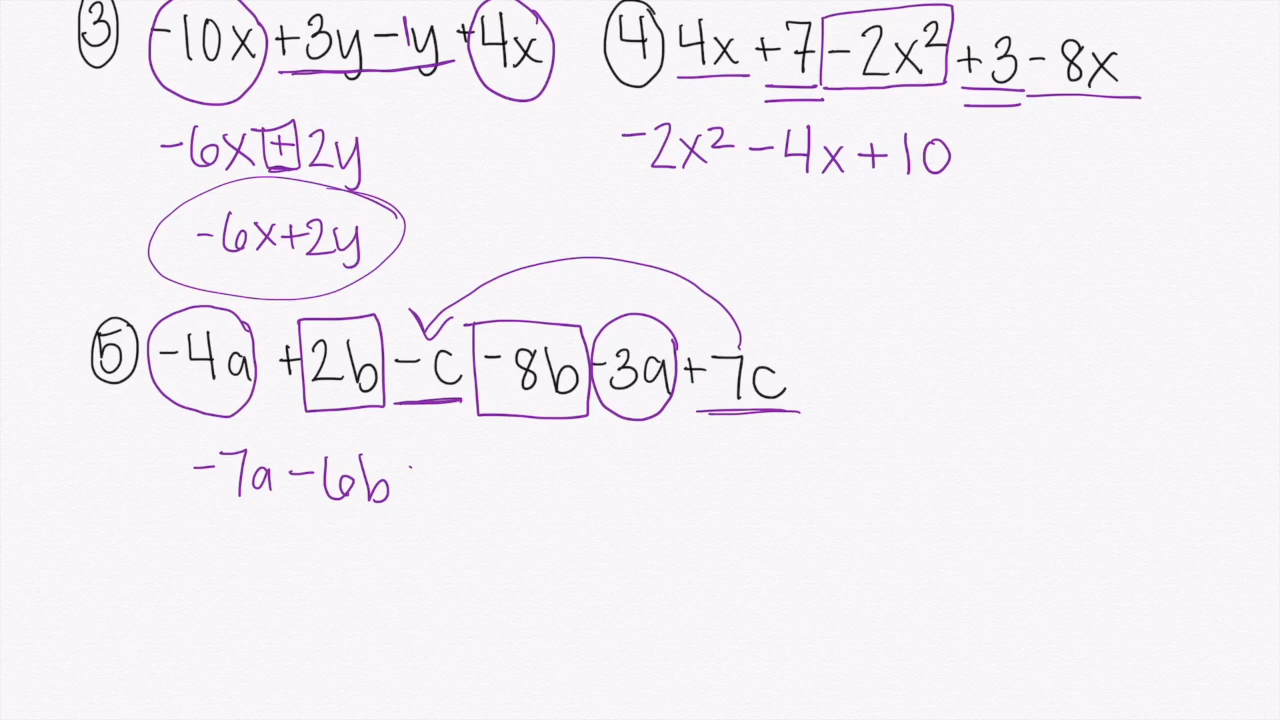 ③ -10x +3y -1y +4x
-6x + 2y
-6x+2y
④ 4x +7 -2x² +3 - 8x
-2x² -4x+10
⑤ -4a +2b -c -8b -3a +7c
-7a -6b